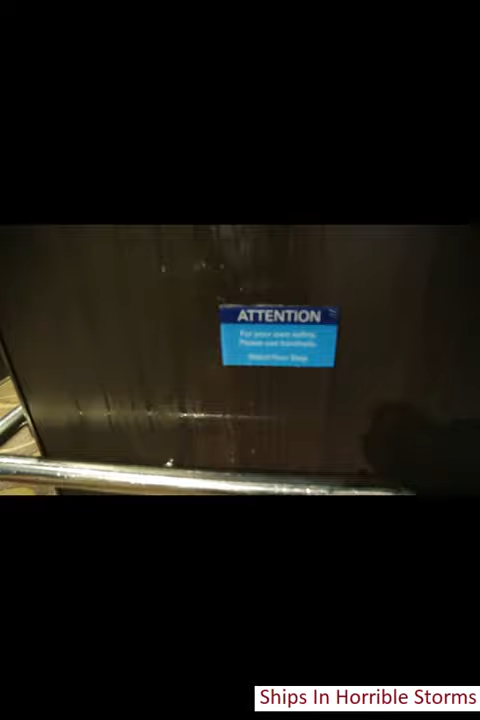 ATTENTION
For your own safety.
Please use handrails.
Watch Your Step
Ships In Horrible Storms